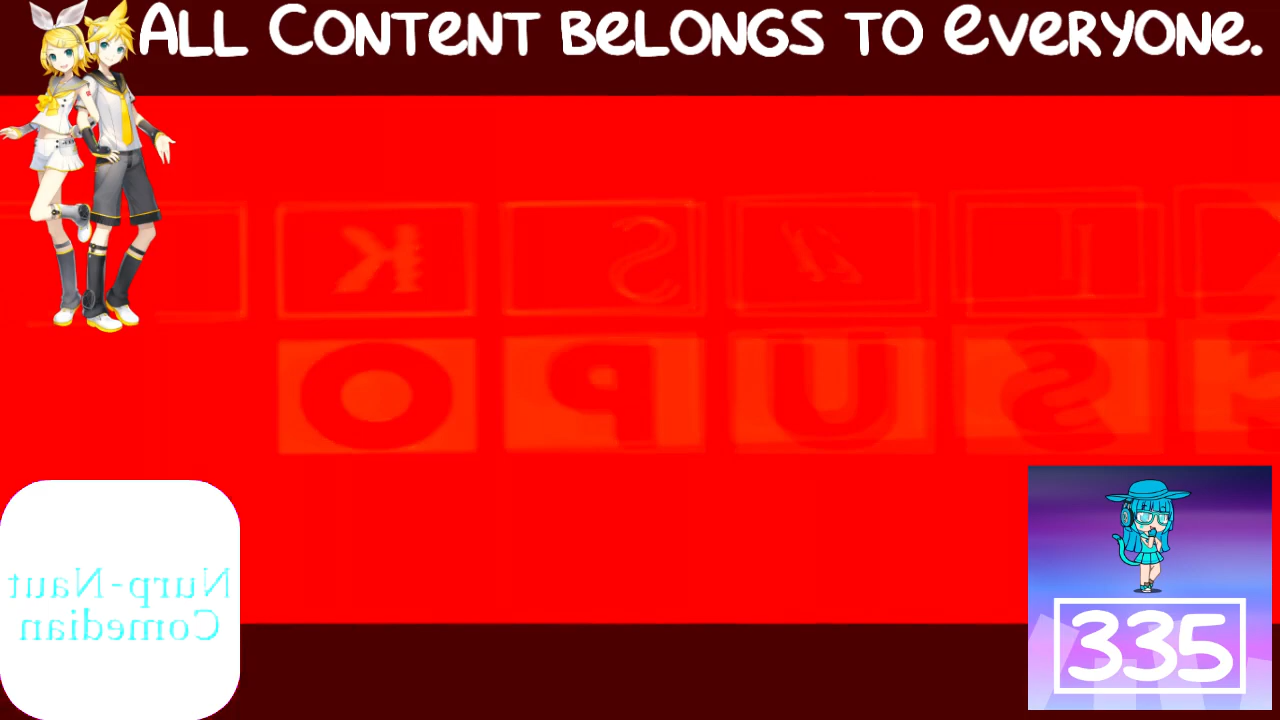 All Content belongs to everyone.
K S a L
O P U S
Nurp-Naut
Comedian
335